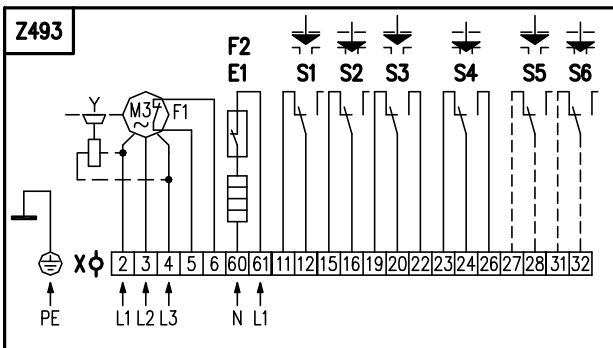 Z493
F2
E1 S1 S2 S3 S4 S5 S6
Y M3 ~ F1
X 2 3 4 5 6 60 61 11 12 15 16 19 20 22 23 24 26 27 28 31 32
PE L1 L2 L3 N L1